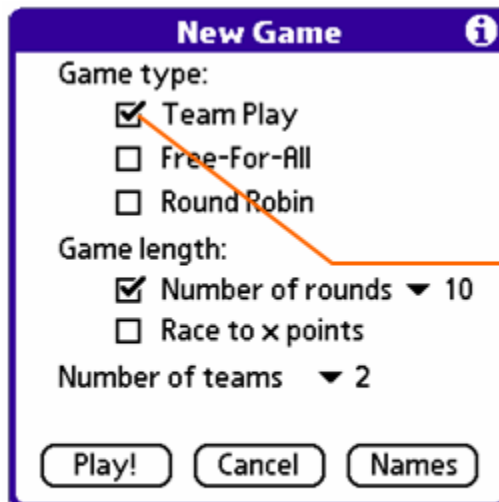 New Game
Game type:
Team Play
Free-For-All
Round Robin
Game length:
Number of rounds 10
Race to x points
Number of teams 2
Play! Cancel Names